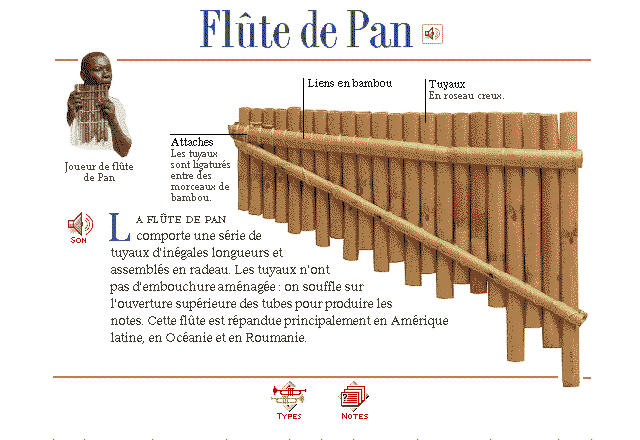 Flûte de Pan
Liens en bambou
Tuyaux
En roseau creux.
Attaches
Les tuyaux
sont ligaturés
entre des
morceaux de
bambou.
Joueur de flûte
de Pan
Son
LA FLÛTE DE PAN
comporte une série de
tuyaux d'inégales longueurs et
assemblés en radeau. Les tuyaux n'ont
pas d'embouchure aménagée : on souffle sur
l'ouverture supérieure des tubes pour produire les
notes. Cette flûte est répandue principalement en Amérique
latine, en Océanie et en Roumanie.
Types
Notes